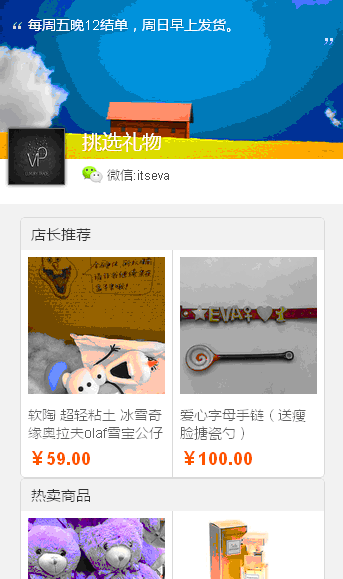 “ 每周五晚12结单，周日早上发货。
”
挑选礼物
VIP
微信:itseva
店长推荐
EVA
软陶 超轻粘土 冰雪奇
缘奥拉夫olaf雪宝公仔
￥59.00
爱心字母手链（送瘦
脸搪瓷勺）
￥100.00
热卖商品